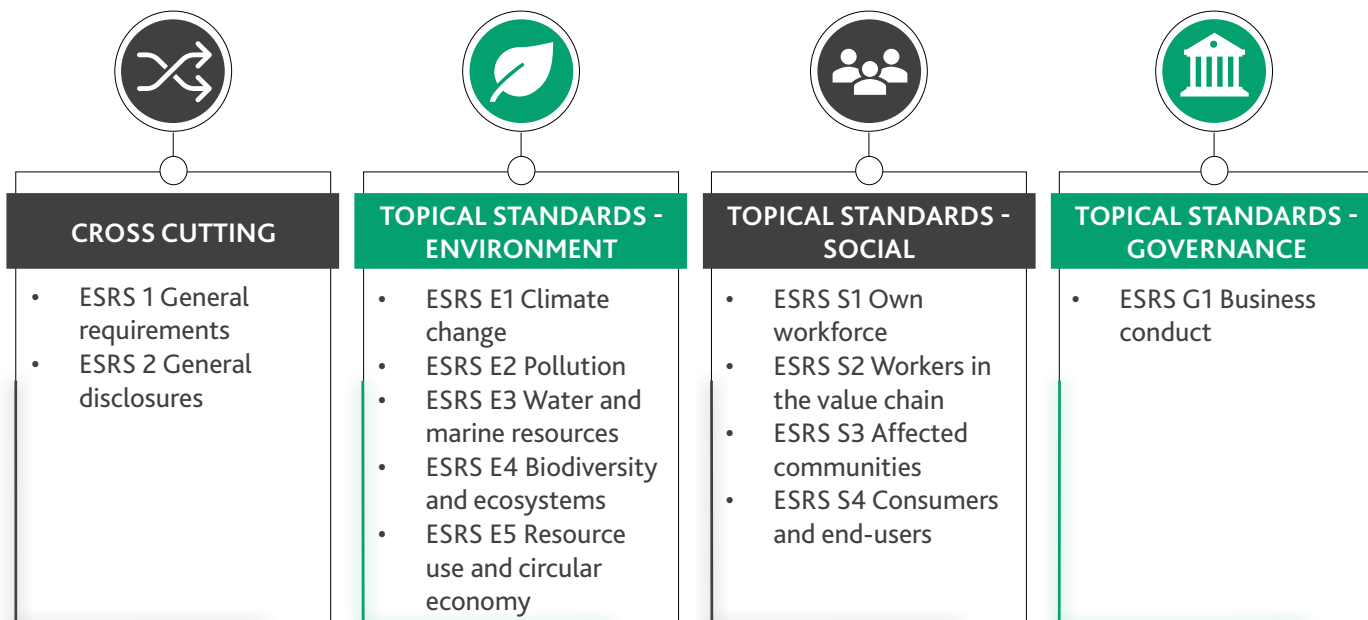 CROSS CUTTING
• ESRS 1 General
requirements
• ESRS 2 General
disclosures
TOPICAL STANDARDS -
ENVIRONMENT
• ESRS E1 Climate
change
• ESRS E2 Pollution
• ESRS E3 Water and
marine resources
• ESRS E4 Biodiversity
and ecosystems
• ESRS E5 Resource
use and circular
economy
TOPICAL STANDARDS -
SOCIAL
• ESRS S1 Own
workforce
• ESRS S2 Workers in
the value chain
• ESRS S3 Affected
communities
• ESRS S4 Consumers
and end-users
TOPICAL STANDARDS -
GOVERNANCE
• ESRS G1 Business
conduct